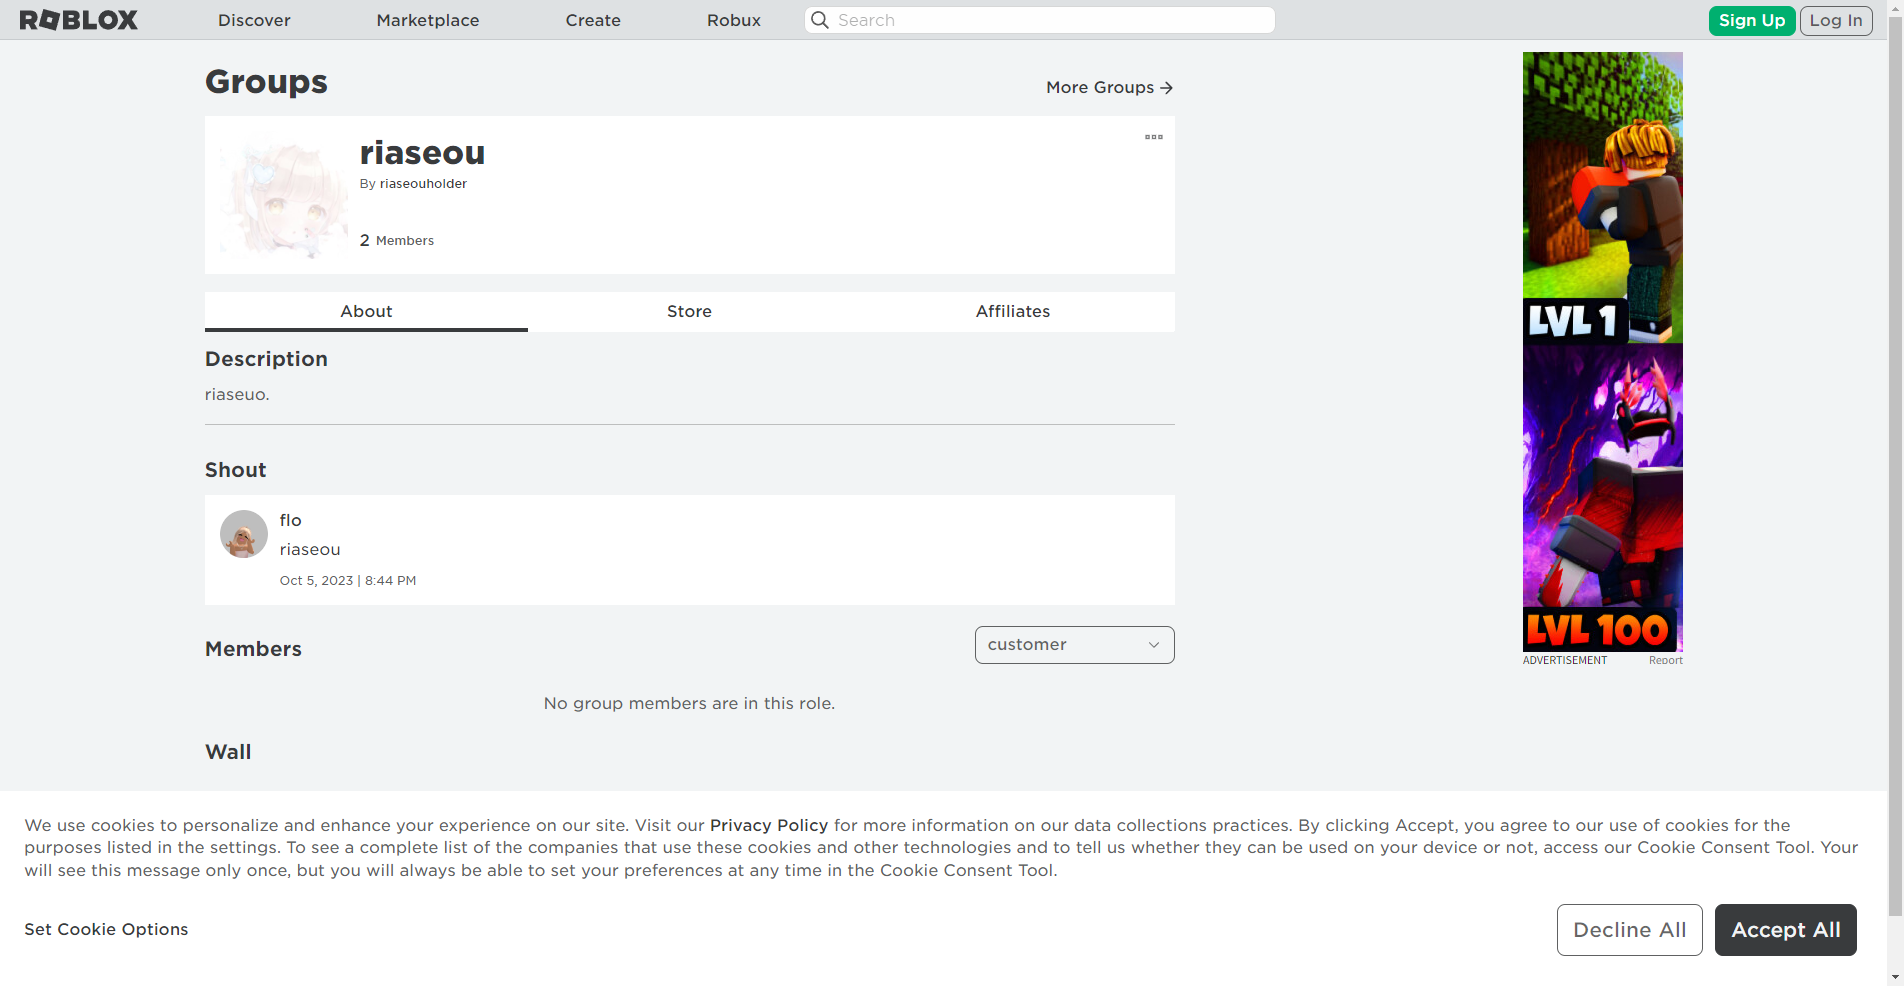 ROBLOX Discover Marketplace Create Robux Search Sign Up Log In
Groups
More Groups
riaseou
By riaseouholder
2 Members
About Store Affiliates
Description
riaseuo.
Shout
flo
riaseou
Oct 5, 2023 | 8:44 PM
Members
customer
No group members are in this role.
Wall
LVL 1
LVL 100
ADVERTISEMENT Report
We use cookies to personalize and enhance your experience on our site. Visit our Privacy Policy for more information on our data collections practices. By clicking Accept, you agree to our use of cookies for the
purposes listed in the settings. To see a complete list of the companies that use these cookies and other technologies and to tell us whether they can be used on your device or not, access our Cookie Consent Tool. Your
will see this message only once, but you will always be able to set your preferences at any time in the Cookie Consent Tool.
Set Cookie Options
Decline All Accept All